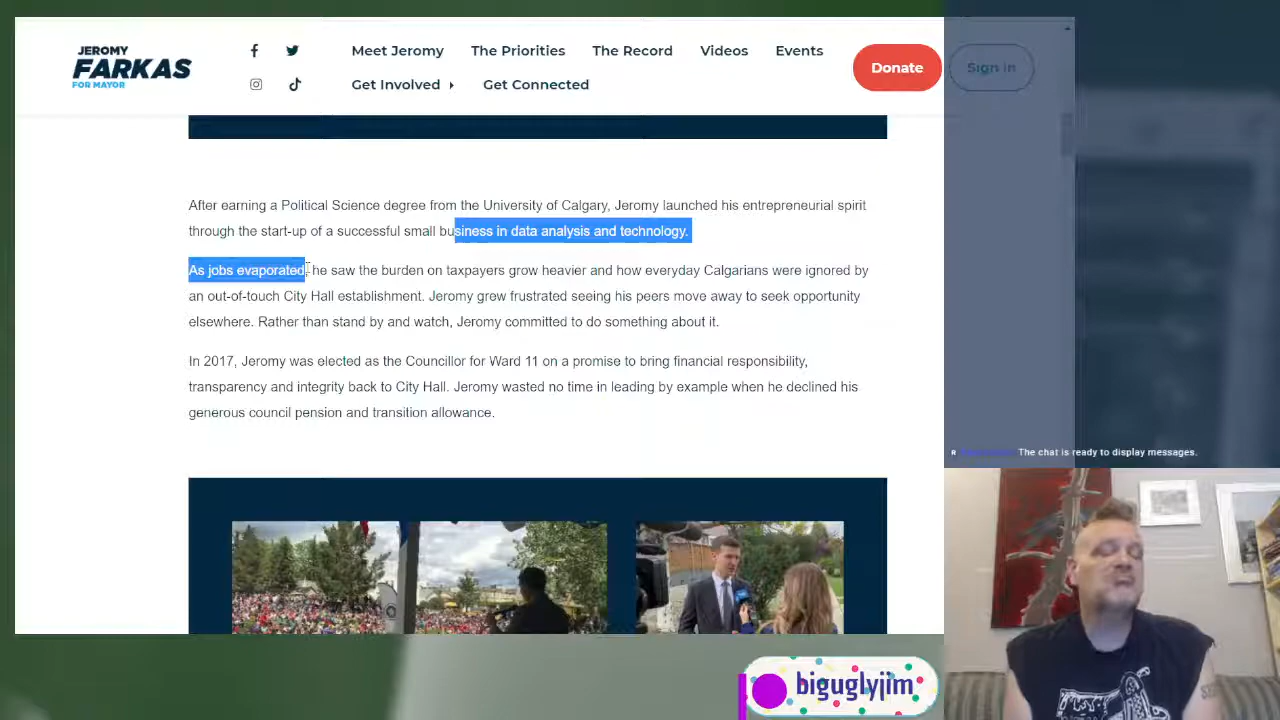 JEROMY
FARKAS
FOR MAYOR
Meet Jeromy The Priorities The Record Videos Events
Get Involved Get Connected
Donate
Sign in
After earning a Political Science degree from the University of Calgary, Jeromy launched his entrepreneurial spirit
through the start-up of a successful small business in data analysis and technology.
As jobs evaporated, he saw the burden on taxpayers grow heavier and how everyday Calgarians were ignored by
an out-of-touch City Hall establishment. Jeromy grew frustrated seeing his peers move away to seek opportunity
elsewhere. Rather than stand by and watch, Jeromy committed to do something about it.
In 2017, Jeromy was elected as the Councillor for Ward 11 on a promise to bring financial responsibility,
transparency and integrity back to City Hall. Jeromy wasted no time in leading by example when he declined his
generous council pension and transition allowance.
The chat is ready to display messages.
biguglyjim